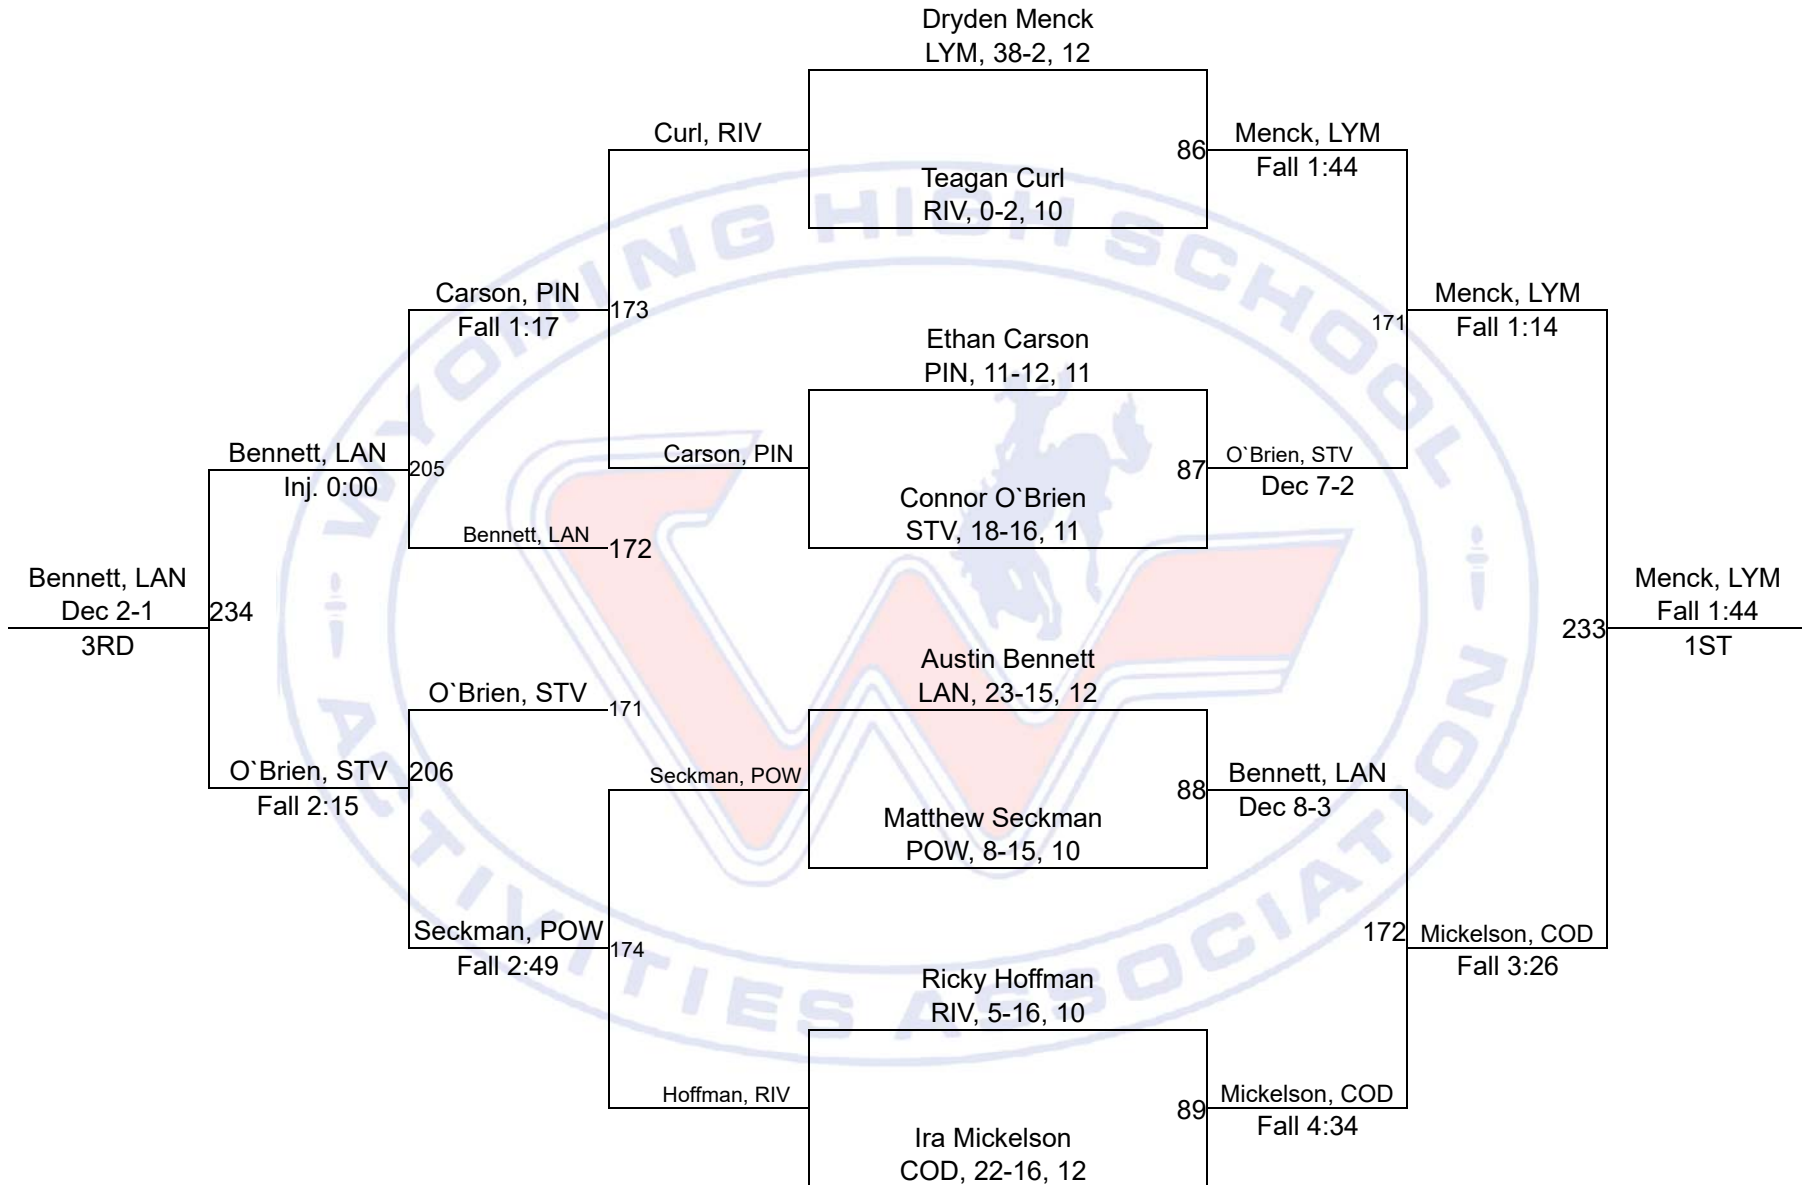 Dryden Menck
LYM, 38-2, 12
Curl, RIV
86
Menck, LYM
Fall 1:44
Teagan Curl
RIV, 0-2, 10
Carson, PIN
Fall 1:17
173
Menck, LYM
171
Fall 1:14
Ethan Carson
PIN, 11-12, 11
Bennett, LAN
Inj. 0:00
205
Carson, PIN
87
O`Brien, STV
Dec 7-2
Connor O`Brien
STV, 18-16, 11
Bennett, LAN
172
Bennett, LAN
Dec 2-1
3RD
234
233
Menck, LYM
Fall 1:44
1ST
Austin Bennett
LAN, 23-15, 12
O`Brien, STV
171
O`Brien, STV
Fall 2:15
206
Seckman, POW
88
Bennett, LAN
Dec 8-3
Matthew Seckman
POW, 8-15, 10
Seckman, POW
Fall 2:49
174
172
Mickelson, COD
Fall 3:26
Ricky Hoffman
RIV, 5-16, 10
Hoffman, RIV
89
Mickelson, COD
Fall 4:34
Ira Mickelson
COD, 22-16, 12
WYOMING HIGH SCHOOL
ACTIVITIES ASSOCIATION